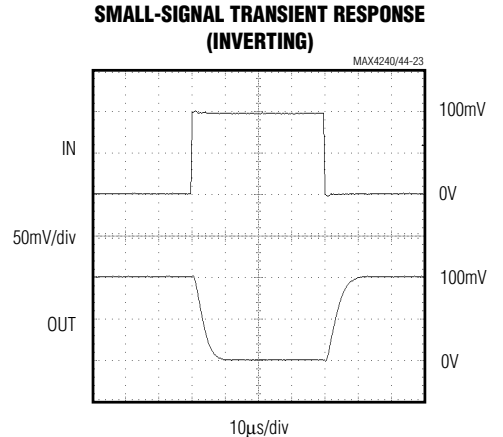 SMALL-SIGNAL TRANSIENT RESPONSE
(INVERTING)
MAX4240/44-23
100mV
IN
0V
50mV/div
100mV
OUT
0V
10µs/div